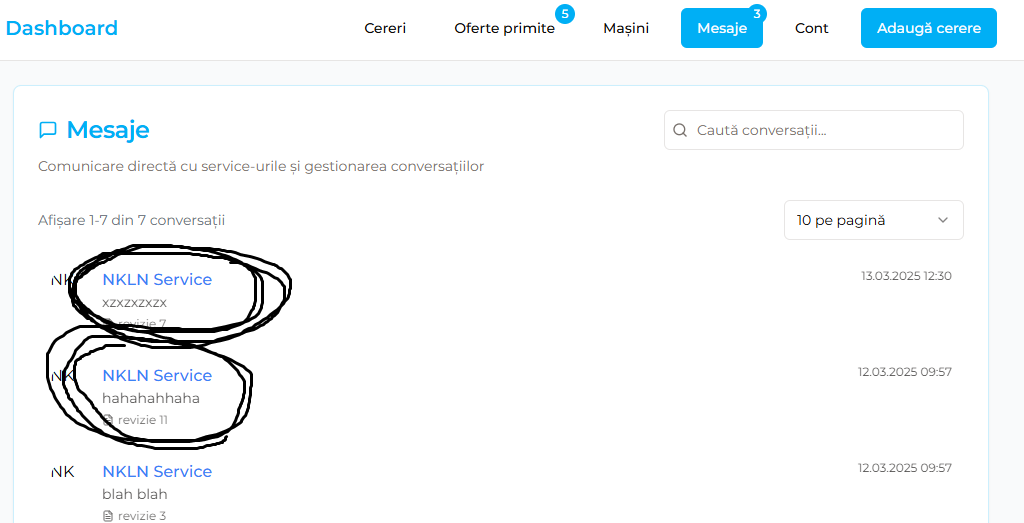 Dashboard
Cereri
Oferte primite
5
Mașini
Mesaje
3
Cont
Adaugă cerere
Mesaje
Caută conversații...
Comunicare directă cu service-urile și gestionarea conversațiilor
Afișare 1-7 din 7 conversații
10 pe pagină
NK
NKLN Service
13.03.2025 12:30
xzxzxzxzx
revizie 7
NK
NKLN Service
12.03.2025 09:57
hahahahhaha
revizie 11
NK
NKLN Service
12.03.2025 09:57
blah blah
revizie 3